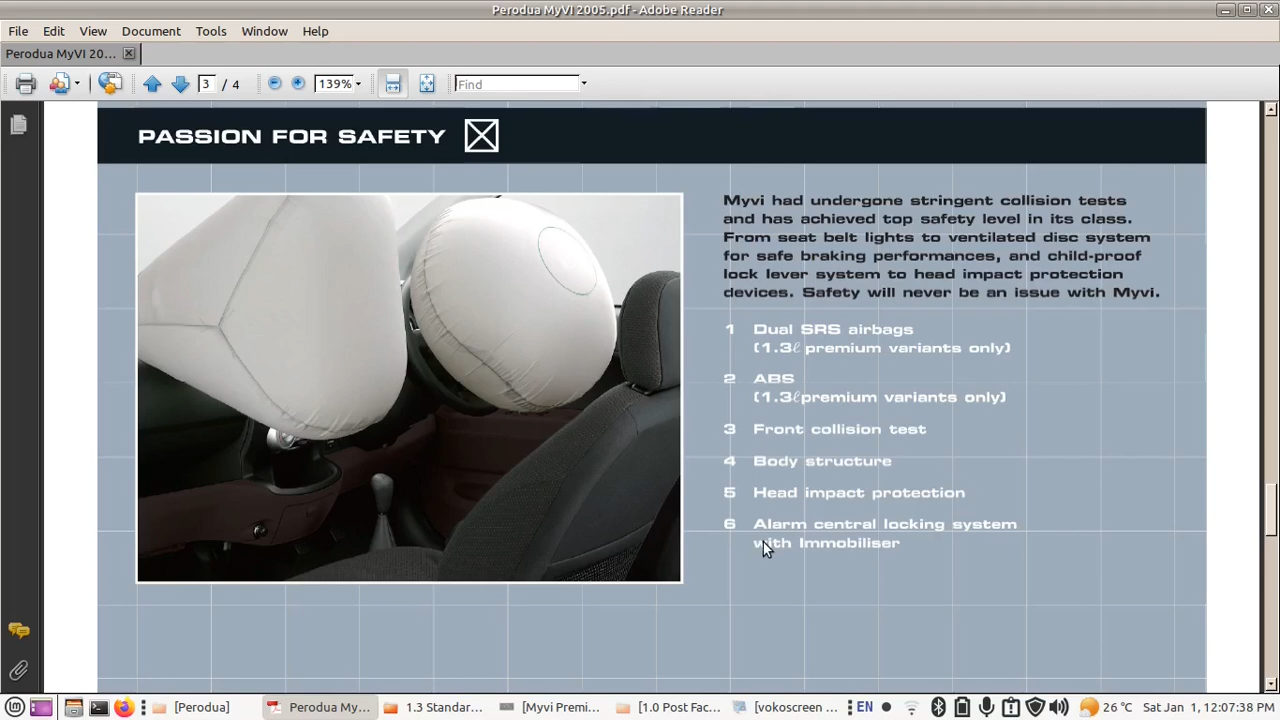 Perodua MyVI 2005.pdf - Adobe Reader
File Edit View Document Tools Window Help
Perodua MyVI 20...
3 / 4 139% Find
PASSION FOR SAFETY
Myvi had undergone stringent collision tests
and has achieved top safety level in its class.
From seat belt lights to ventilated disc system
for safe braking performances, and child-proof
lock lever system to head impact protection
devices. Safety will never be an issue with Myvi.
1 Dual SRS airbags
(1.3ℓ premium variants only)
2 ABS
(1.3ℓ premium variants only)
3 Front collision test
4 Body structure
5 Head impact protection
6 Alarm central locking system
with Immobiliser
[Perodua] Perodua My... 1.3 Standar... [Myvi Premi... [1.0 Post Fac... [vokoscreen ... EN 26 °C Sat Jan 1, 12:07:38 PM